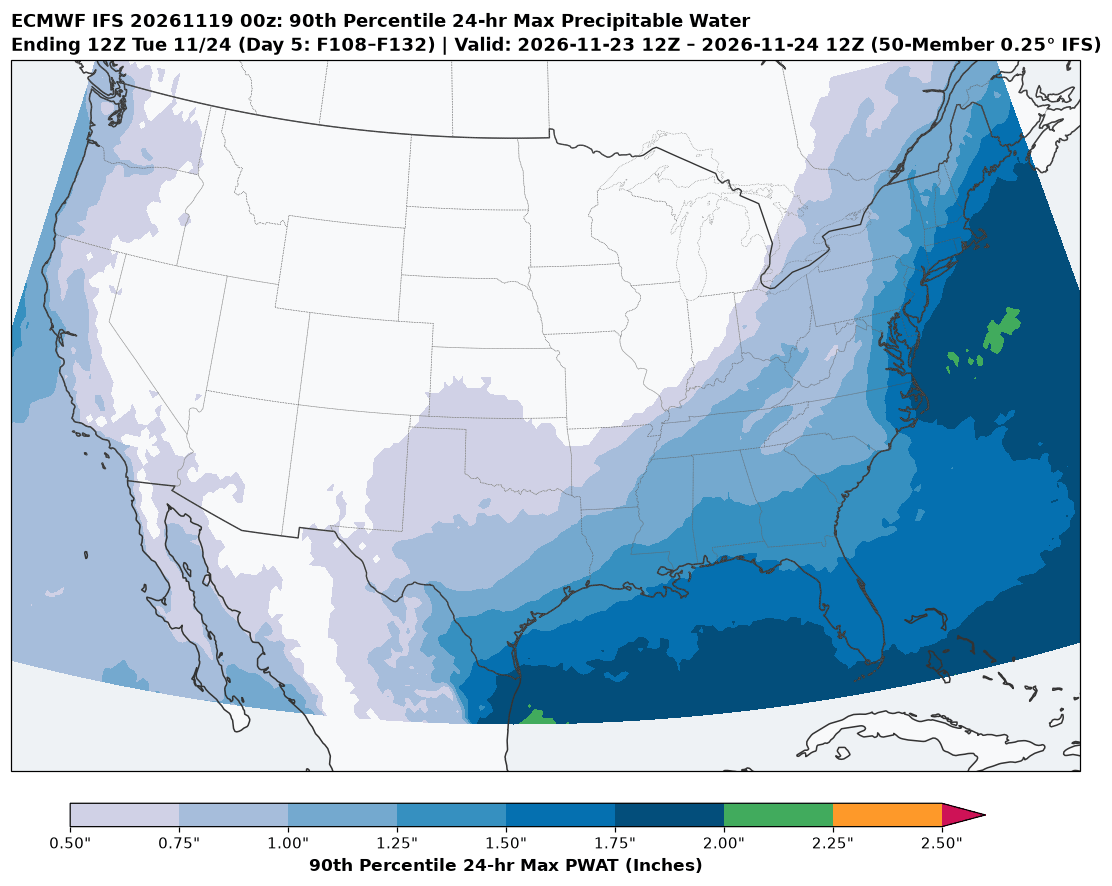 ECMWF IFS 20261119 00z: 90th Percentile 24-hr Max Precipitable Water
Ending 12Z Tue 11/24 (Day 5: F108–F132) | Valid: 2026-11-23 12Z – 2026-11-24 12Z (50-Member 0.25° IFS)
0.50" 0.75" 1.00" 1.25" 1.50" 1.75" 2.00" 2.25" 2.50"
90th Percentile 24-hr Max PWAT (Inches)